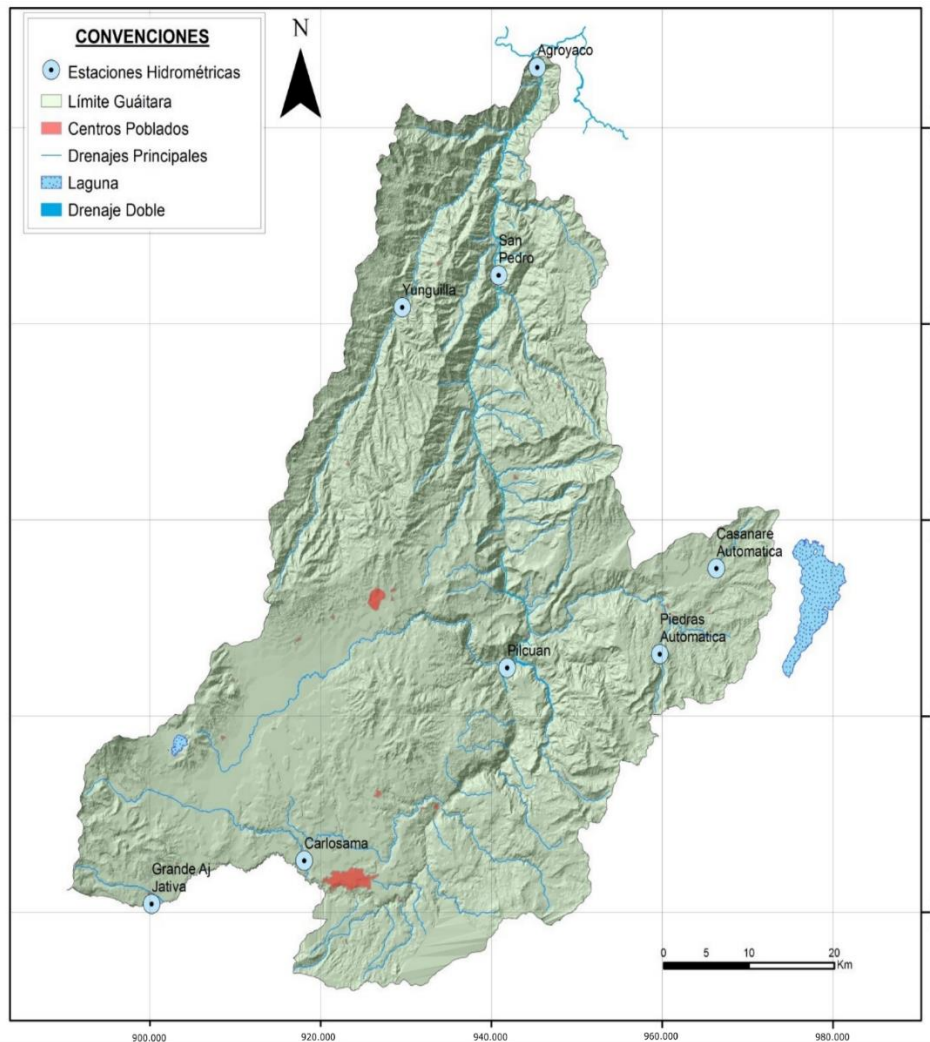 CONVENCIONES
Estaciones Hidrométricas
Límite Guáitara
Centros Poblados
Drenajes Principales
Laguna
Drenaje Doble
N
Agroyaco
San
Pedro
Yunguilla
Casanare
Automatica
Piedras
Automatica
Pilcuan
Carlosama
Grande Aj
Jativa
0 5 10 20
Km
900.000 920.000 940.000 960.000 980.000